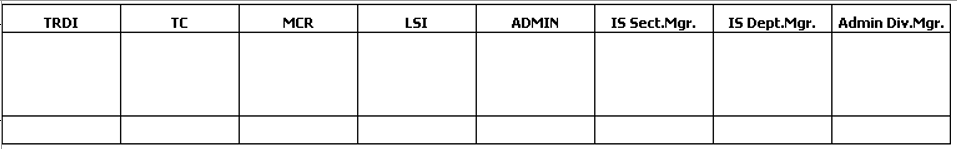 TRDI TC MCR LSI ADMIN IS Sect.Mgr. IS Dept.Mgr. Admin Div.Mgr.